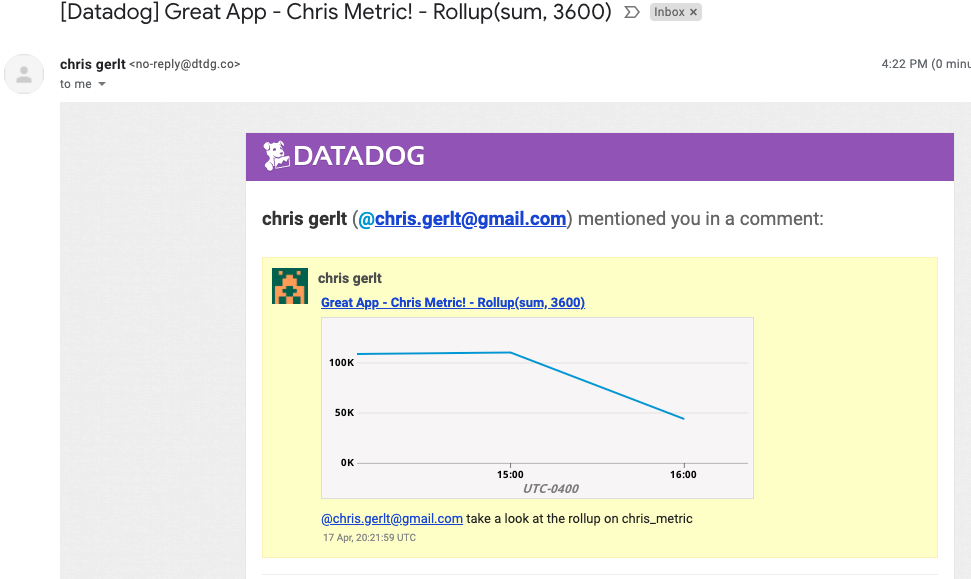 [Datadog] Great App - Chris Metric! - Rollup(sum, 3600) Inbox ×
chris gerlt <no-reply@dtdg.co> 4:22 PM (0 minu
to me
DATADOG
chris gerlt (@chris.gerlt@gmail.com) mentioned you in a comment:
chris gerlt
Great App - Chris Metric! - Rollup(sum, 3600)
100K
50K
0K
15:00 16:00
UTC-0400
@chris.gerlt@gmail.com take a look at the rollup on chris_metric
17 Apr, 20:21:59 UTC